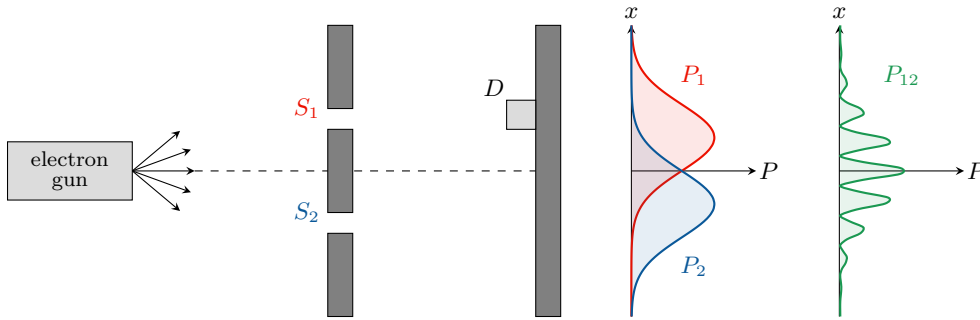 x
x
P₁
P₁₂
D
S₁
electron
gun
P
P
S₂
P₂